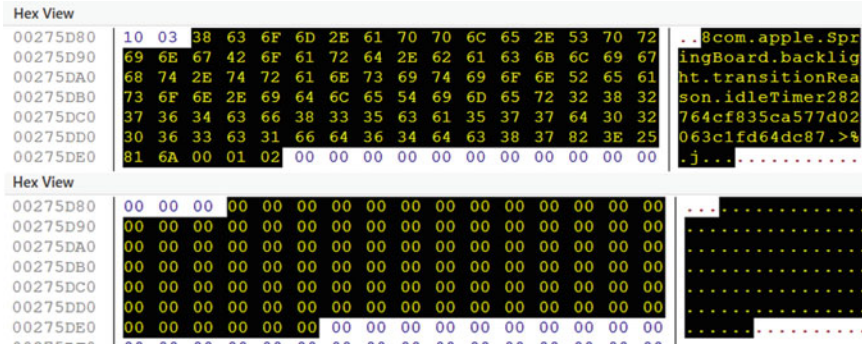 Hex View
00275D80 10 03 38 63 6F 6D 2E 61 70 70 6C 65 2E 53 70 72 ..8com.apple.Spr
00275D90 69 6E 67 42 6F 61 72 64 2E 62 61 63 6B 6C 69 67 ingBoard.backlig
00275DA0 68 74 2E 74 72 61 6E 73 69 74 69 6F 6E 52 65 61 ht.transitionRea
00275DB0 73 6F 6E 2E 69 64 6C 65 54 69 6D 65 72 32 38 32 son.idleTimer282
00275DC0 37 36 34 63 66 38 33 35 63 61 35 37 37 64 30 32 764cf835ca577d02
00275DD0 30 36 33 63 31 66 64 36 34 64 63 38 37 82 3E 25 063c1fd64dc87.>%
00275DE0 81 6A 00 01 02 00 00 00 00 00 00 00 00 00 00 00 .j..............
Hex View
00275D80 00 00 00 00 00 00 00 00 00 00 00 00 00 00 00 00 ................
00275D90 00 00 00 00 00 00 00 00 00 00 00 00 00 00 00 00 ................
00275DA0 00 00 00 00 00 00 00 00 00 00 00 00 00 00 00 00 ................
00275DB0 00 00 00 00 00 00 00 00 00 00 00 00 00 00 00 00 ................
00275DC0 00 00 00 00 00 00 00 00 00 00 00 00 00 00 00 00 ................
00275DD0 00 00 00 00 00 00 00 00 00 00 00 00 00 00 00 00 ................
00275DE0 00 00 00 00 00 00 00 00 00 00 00 00 00 00 00 00 ................